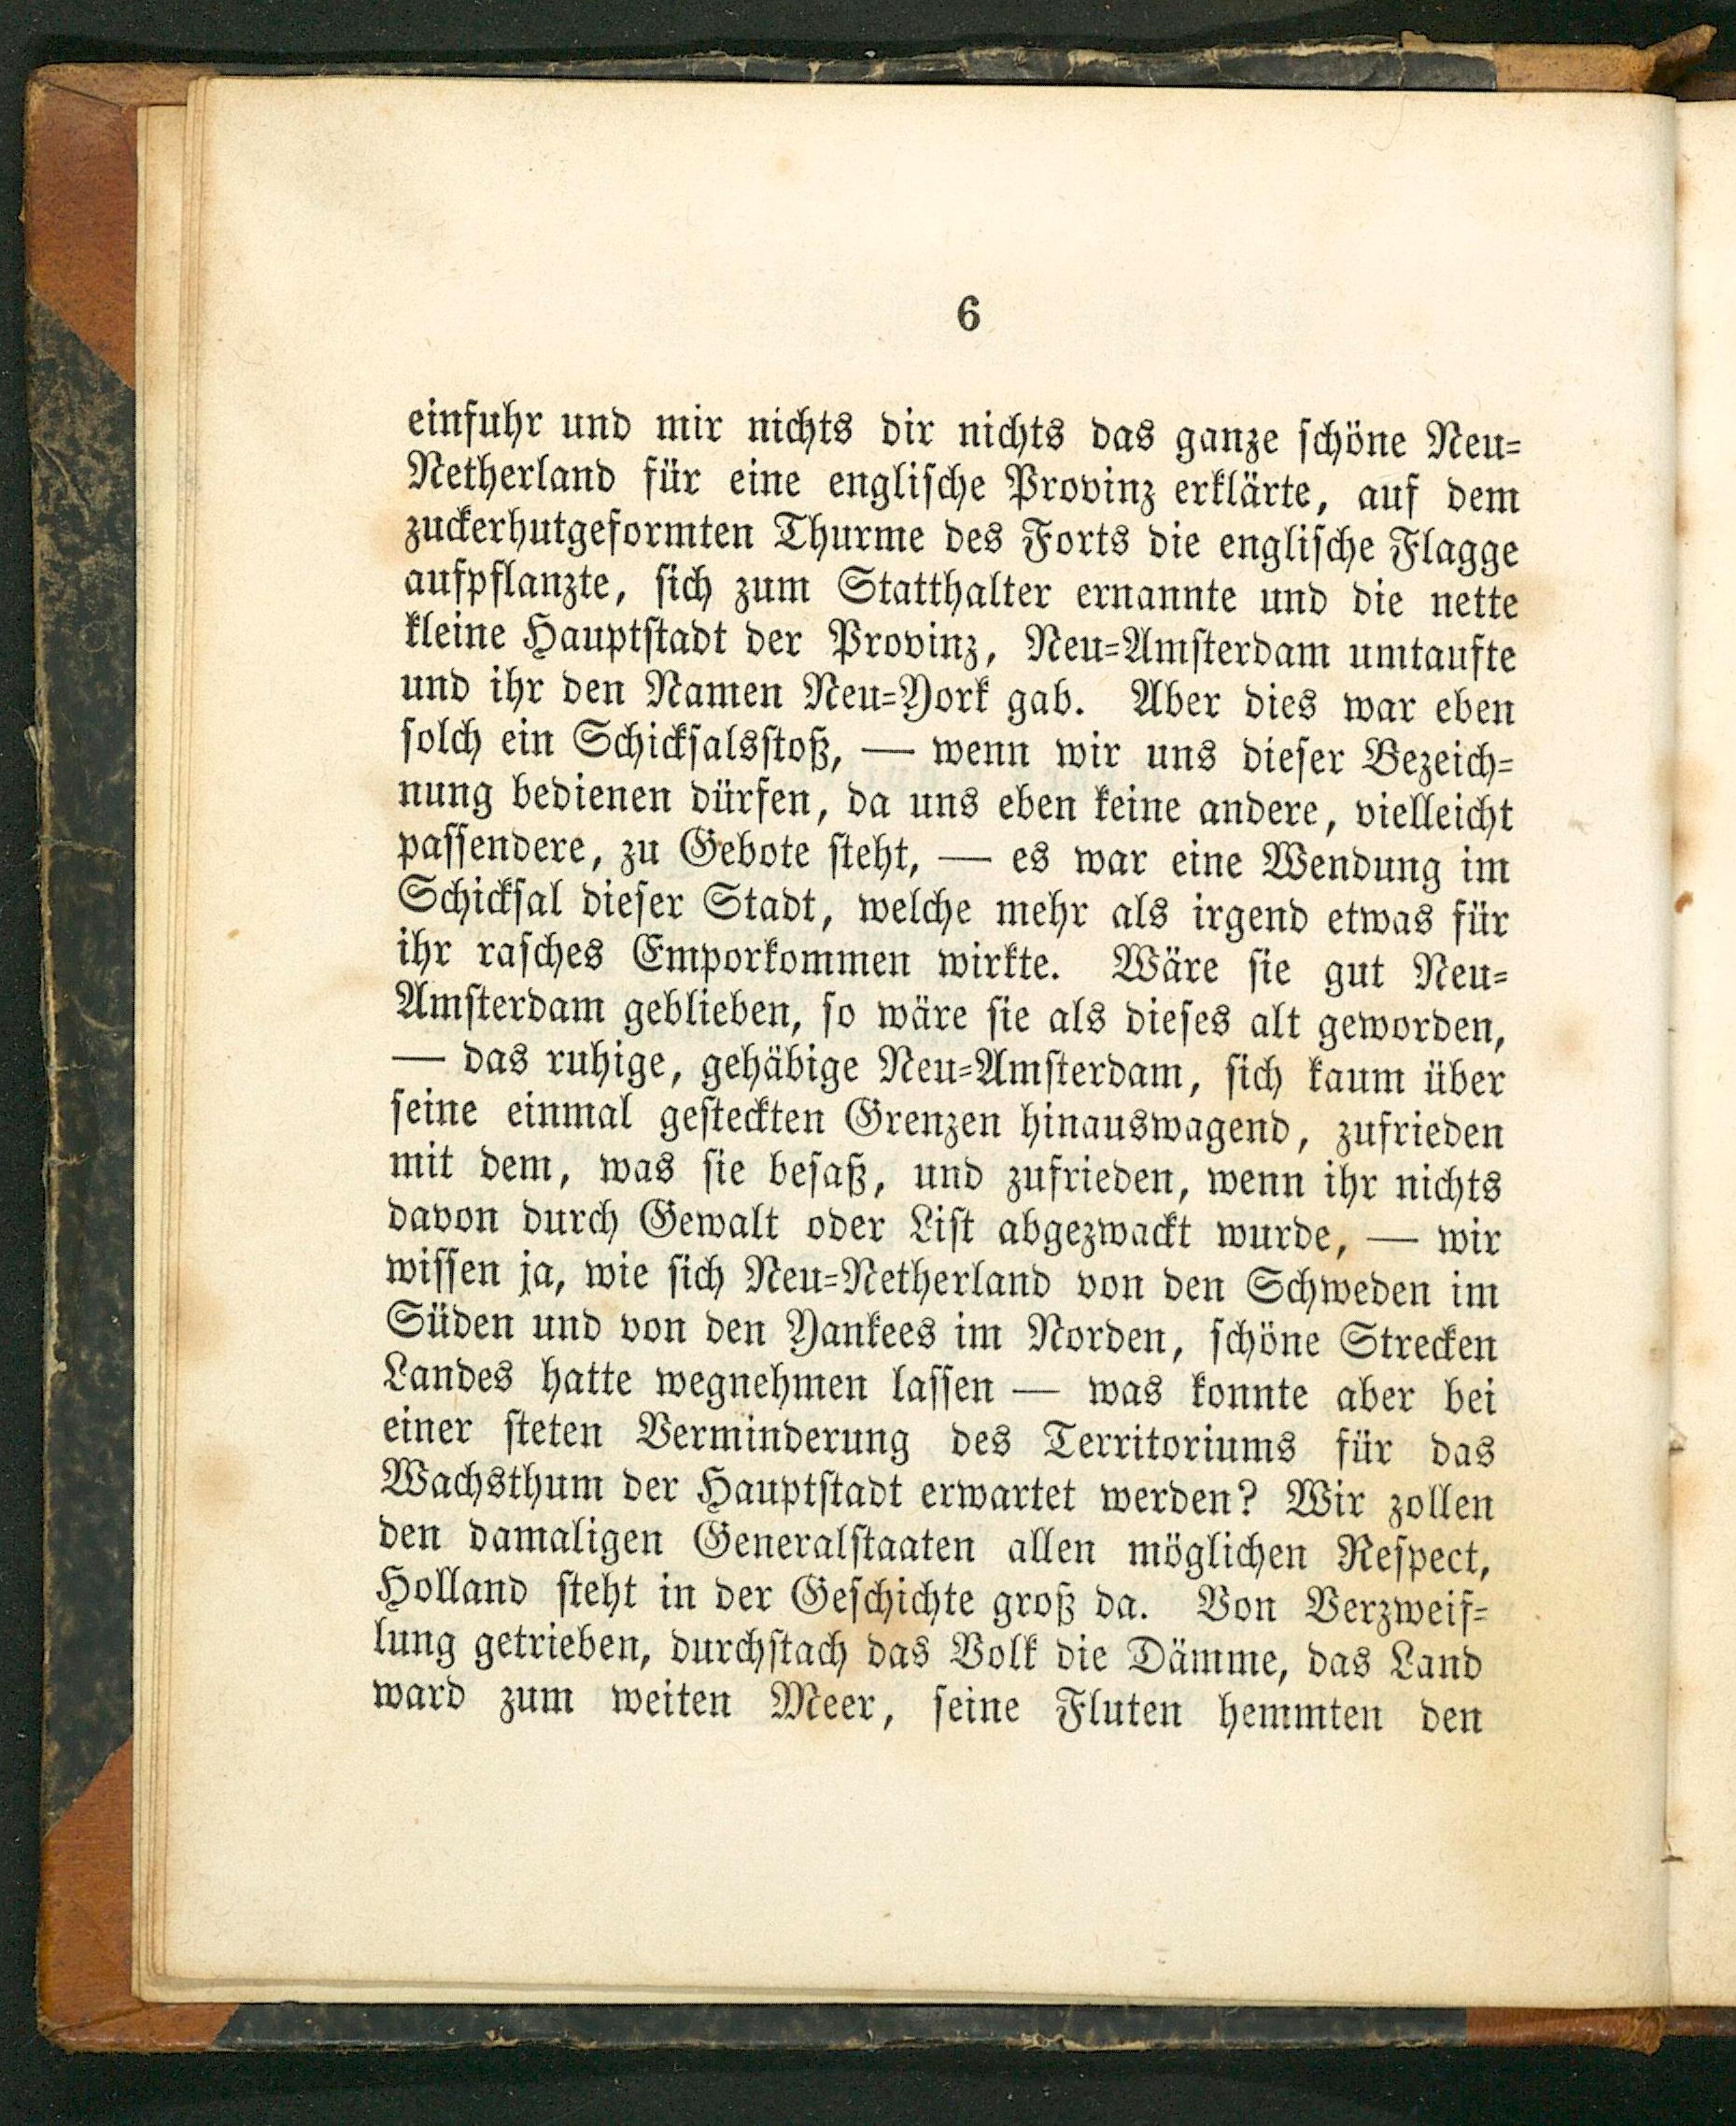 6
einfuhr und mir nichts dir nichts das ganze schöne Neu-
Netherland für eine englische Provinz erklärte, auf dem
zuckerhutgeformten Thurme des Forts die englische Flagge
aufpflanzte, sich zum Statthalter ernannte und die nette
kleine Hauptstadt der Provinz, Neu-Amsterdam umtaufte
und ihr den Namen Neu-York gab. Aber dies war eben
solch ein Schicksalsstoß, — wenn wir uns dieser Bezeich-
nung bedienen dürfen, da uns eben keine andere, vielleicht
passendere, zu Gebote steht, — es war eine Wendung im
Schicksal dieser Stadt, welche mehr als irgend etwas für
ihr rasches Emporkommen wirkte. Wäre sie gut Neu-
Amsterdam geblieben, so wäre sie als dieses alt geworden,
— das ruhige, gehäbige Neu-Amsterdam, sich kaum über
seine einmal gesteckten Grenzen hinauswagend, zufrieden
mit dem, was sie besaß, und zufrieden, wenn ihr nichts
davon durch Gewalt oder List abgezwackt wurde, — wir
wissen ja, wie sich Neu-Netherland von den Schweden im
Süden und von den Yankees im Norden, schöne Strecken
Landes hatte wegnehmen lassen — was konnte aber bei
einer steten Verminderung des Territoriums für das
Wachsthum der Hauptstadt erwartet werden? Wir zollen
den damaligen Generalstaaten allen möglichen Respect,
Holland steht in der Geschichte groß da. Von Verzweif-
lung getrieben, durchstach das Volk die Dämme, das Land
ward zum weiten Meer, seine Fluten hemmten den